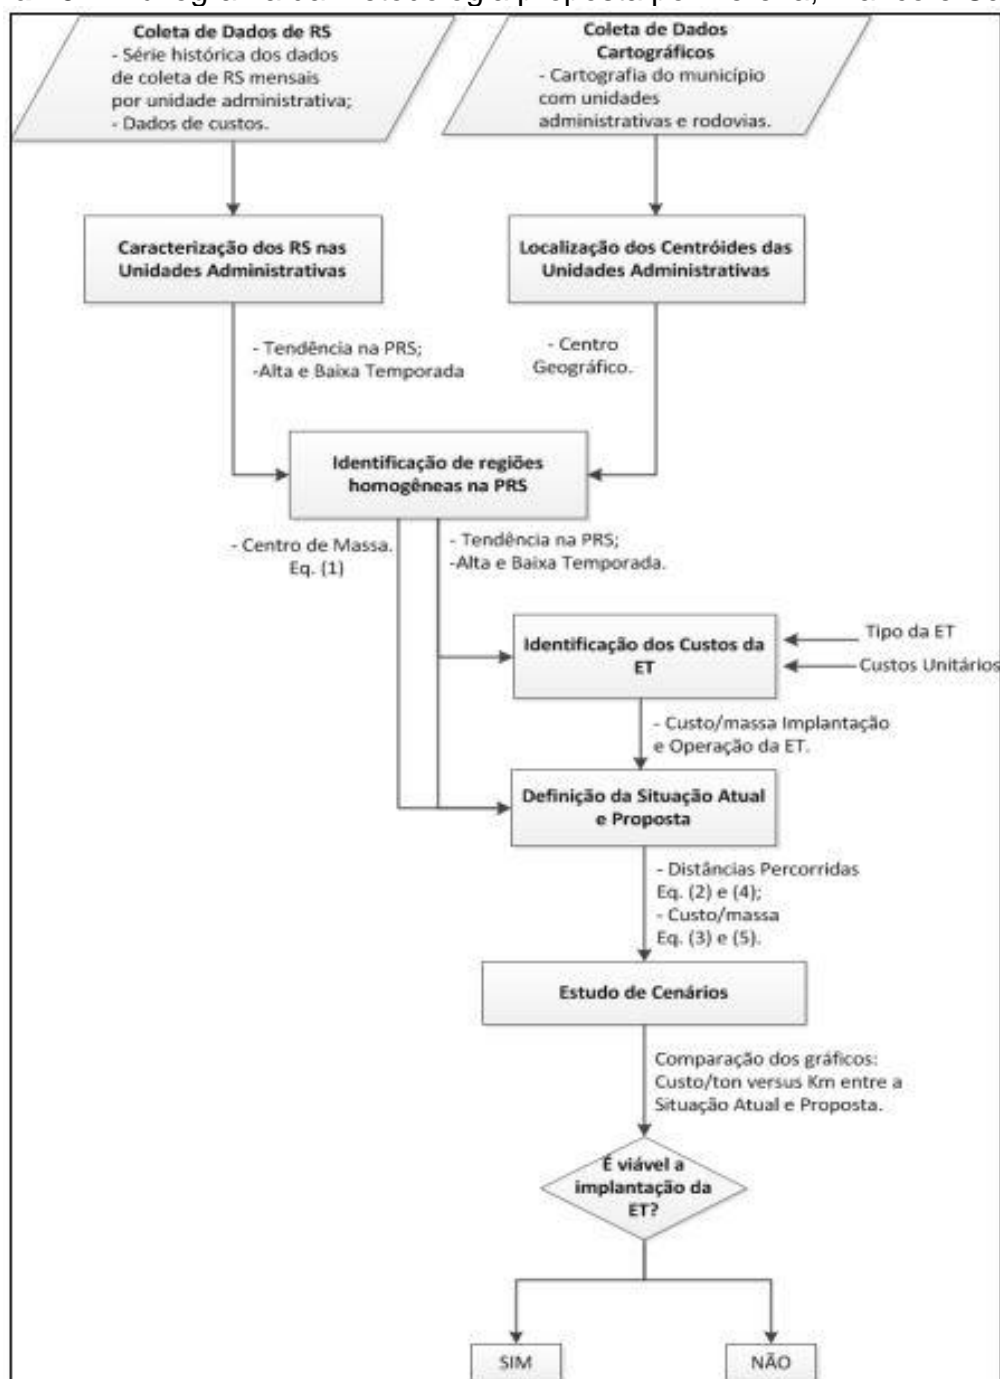 Coleta de Dados de RS
- Série histórica dos dados
de coleta de RS mensais
por unidade administrativa;
- Dados de custos.
Coleta de Dados
Cartográficos
- Cartografia do município
com unidades
administrativas e rodovias.
Caracterização dos RS nas
Unidades Administrativas
Localização dos Centróides das
Unidades Administrativas
- Tendência na PRS;
-Alta e Baixa Temporada
- Centro
Geográfico.
Identificação de regiões
homogêneas na PRS
- Centro de Massa.
Eq. (1)
- Tendência na PRS;
-Alta e Baixa Temporada.
Identificação dos Custos da
ET
Tipo da ET
Custos Unitários
- Custo/massa Implantação
e Operação da ET.
Definição da Situação Atual
e Proposta
- Distâncias Percorridas
Eq. (2) e (4);
- Custo/massa
Eq. (3) e (5).
Estudo de Cenários
Comparação dos gráficos:
Custo/ton versus Km entre a
Situação Atual e Proposta.
É viável a
implantação da
ET?
SIM
NÃO